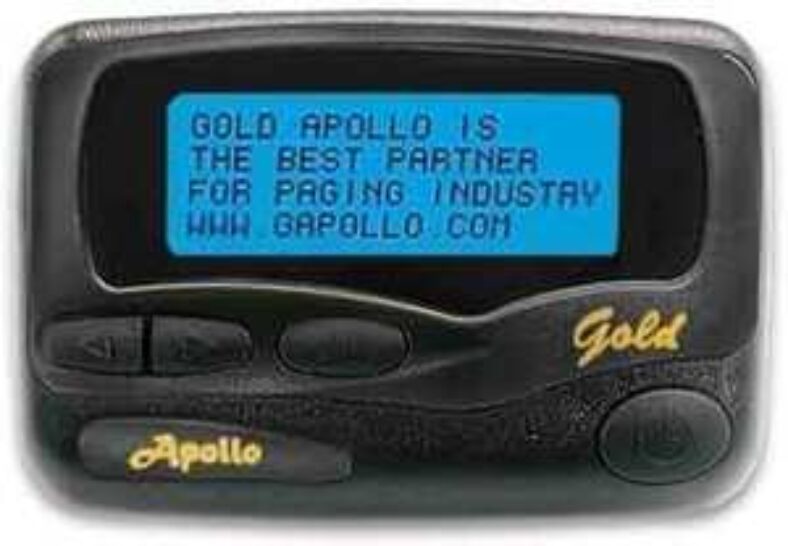 GOLD APOLLO IS
THE BEST PARTNER
FOR PAGING INDUSTRY
WWW.GAPOLLO.COM
Gold
Apollo